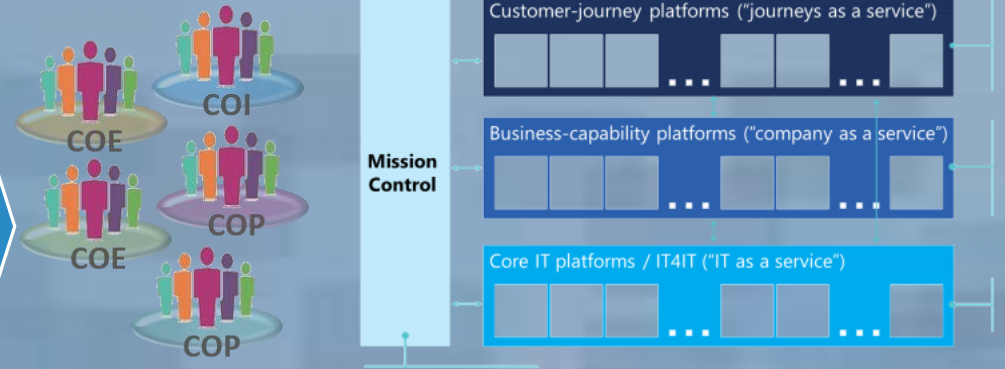 COI
COE
COP
COE
COP
Mission
Control
Customer-journey platforms (“journeys as a service”)
Business-capability platforms (“company as a service”)
Core IT platforms / IT4IT (“IT as a service”)